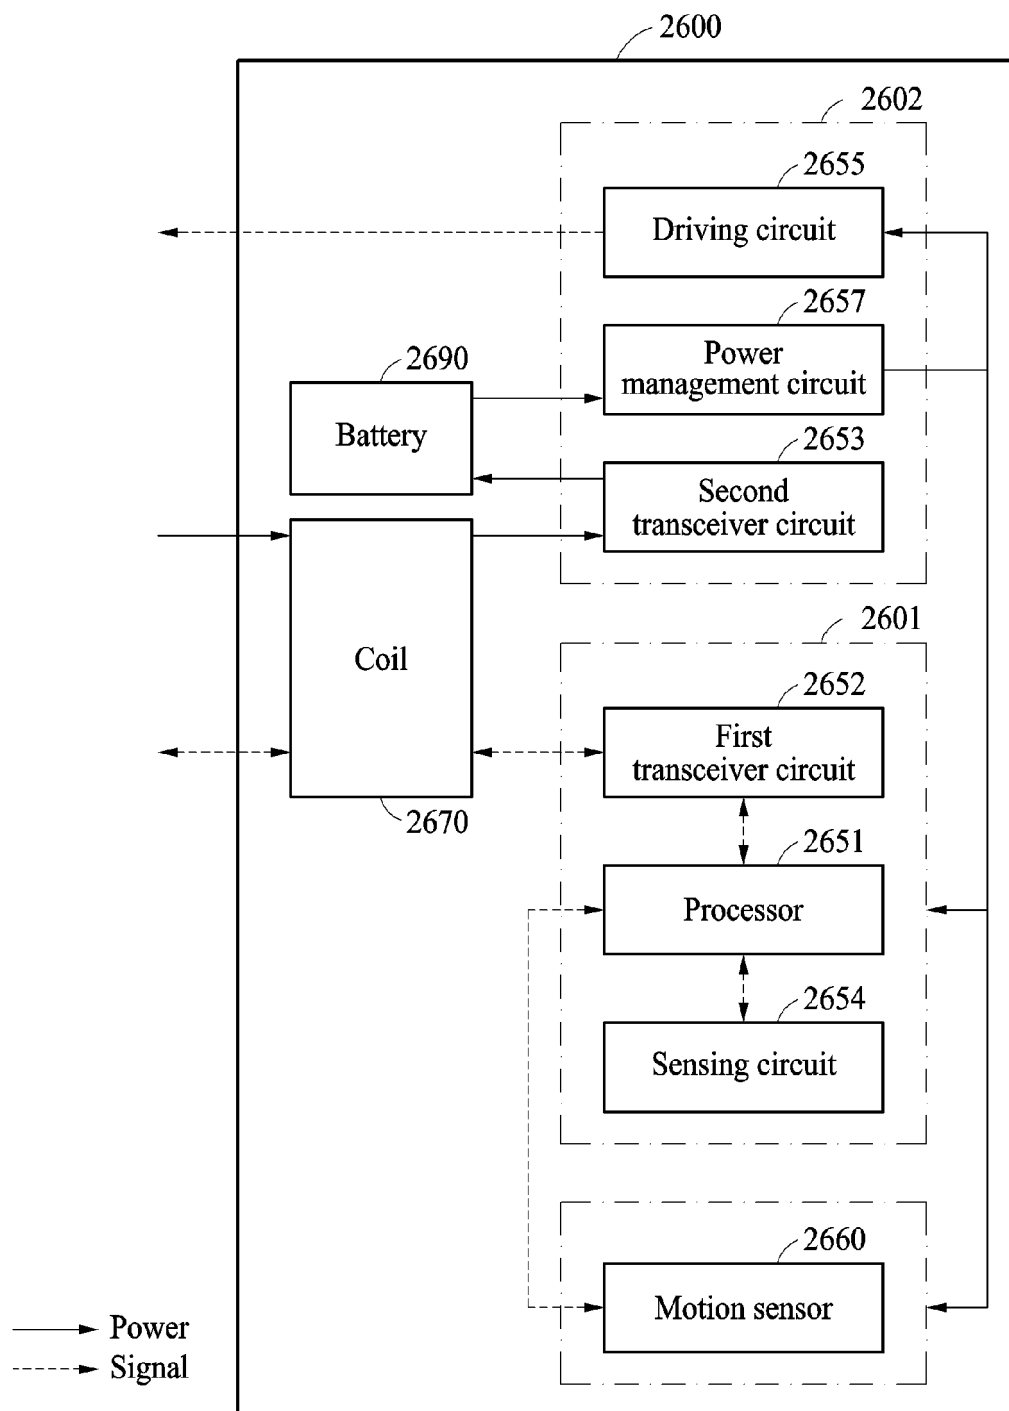 2600
2602
2655
Driving circuit
2657
Power
management circuit
2690
Battery
2653
Second
transceiver circuit
2601
Coil
2652
First
transceiver circuit
2670
2651
Processor
2654
Sensing circuit
2660
Motion sensor
Power
Signal